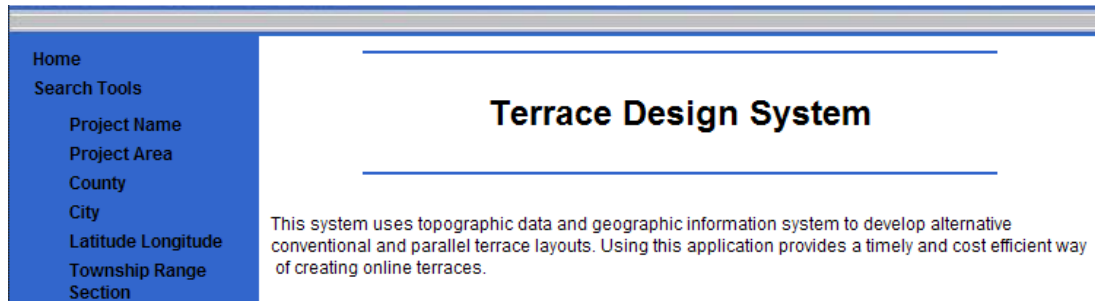 Home
Search Tools
Project Name
Project Area
County
City
Latitude Longitude
Township Range
Section
Terrace Design System
This system uses topographic data and geographic information system to develop alternative
conventional and parallel terrace layouts. Using this application provides a timely and cost efficient way
of creating online terraces.